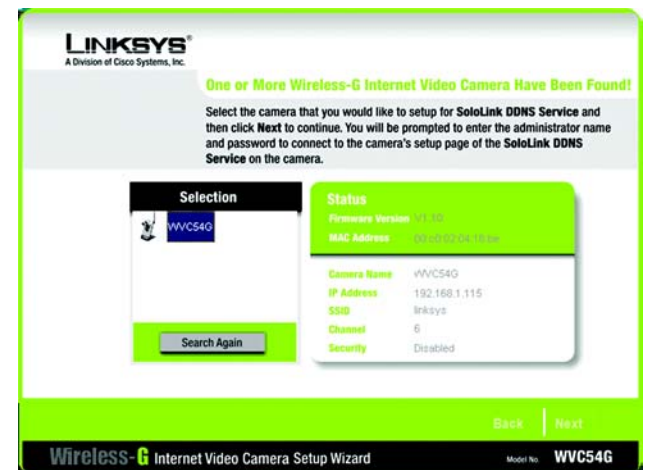 LINKSYS®
A Division of Cisco Systems, Inc.
One or More Wireless-G Internet Video Camera Have Been Found!
Select the camera that you would like to setup for SoloLink DDNS Service and
then click Next to continue. You will be prompted to enter the administrator name
and password to connect to the camera's setup page of the SoloLink DDNS
Service on the camera.
Selection
WVC54G
Search Again
Status
Firmware Version V1.10
MAC Address
Camera Name WVC54G
IP Address 192.168.1.115
SSID linksys
Channel 6
Security Disabled
Back Next
Wireless-G Internet Video Camera Setup Wizard
Model No. WVC54G